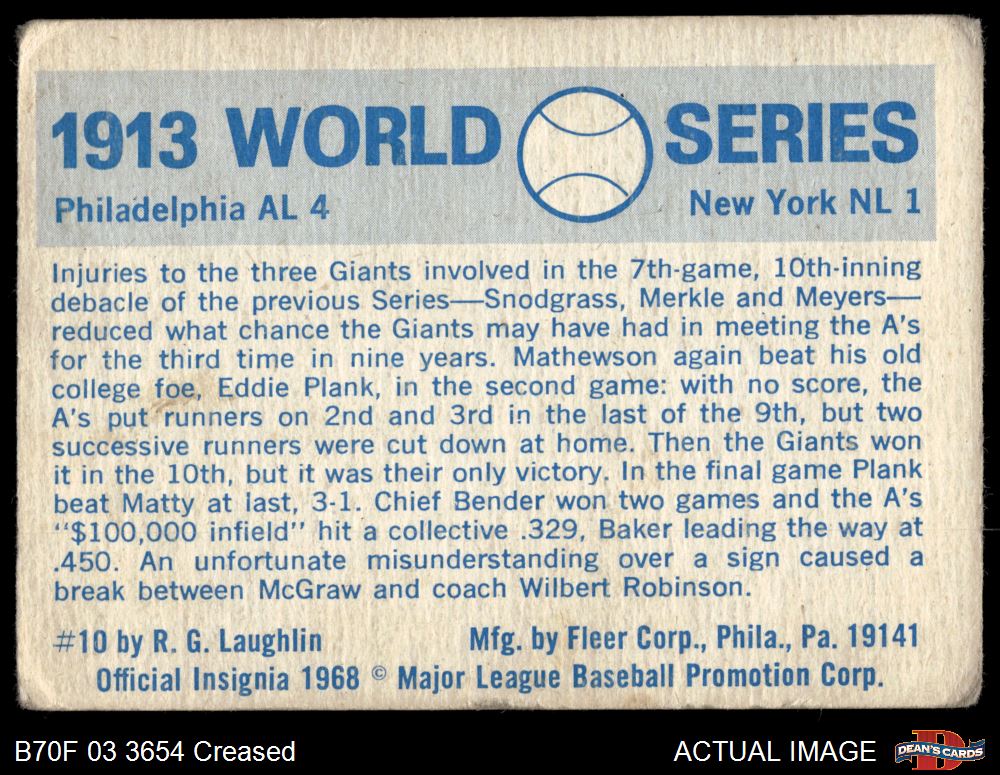 1913 WORLD SERIES
Philadelphia AL 4 New York NL 1
Injuries to the three Giants involved in the 7th-game, 10th-inning
debacle of the previous Series—Snodgrass, Merkle and Meyers—
reduced what chance the Giants may have had in meeting the A's
for the third time in nine years. Mathewson again beat his old
college foe, Eddie Plank, in the second game: with no score, the
A's put runners on 2nd and 3rd in the last of the 9th, but two
successive runners were cut down at home. Then the Giants won
it in the 10th, but it was their only victory. In the final game Plank
beat Matty at last, 3-1. Chief Bender won two games and the A's
"$100,000 infield" hit a collective .329, Baker leading the way at
.450. An unfortunate misunderstanding over a sign caused a
break between McGraw and coach Wilbert Robinson.
#10 by R. G. Laughlin Mfg. by Fleer Corp., Phila., Pa. 19141
Official Insignia 1968 © Major League Baseball Promotion Corp.
B70F 03 3654 Creased ACTUAL IMAGE DEAN'S CARDS